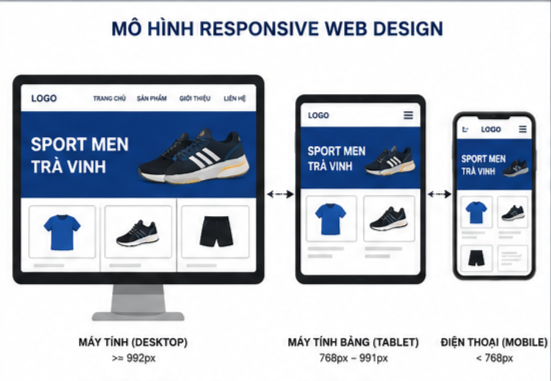 MÔ HÌNH RESPONSIVE WEB DESIGN
LOGO TRANG CHỦ SẢN PHẨM GIỚI THIỆU LIÊN HỆ
SPORT MEN
TRÀ VINH
LOGO
SPORT MEN
TRÀ VINH
LOGO
SPORT MEN
TRÀ VINH
MÁY TÍNH (DESKTOP)
>= 992px
MÁY TÍNH BẢNG (TABLET)
768px – 991px
ĐIỆN THOẠI (MOBILE)
< 768px